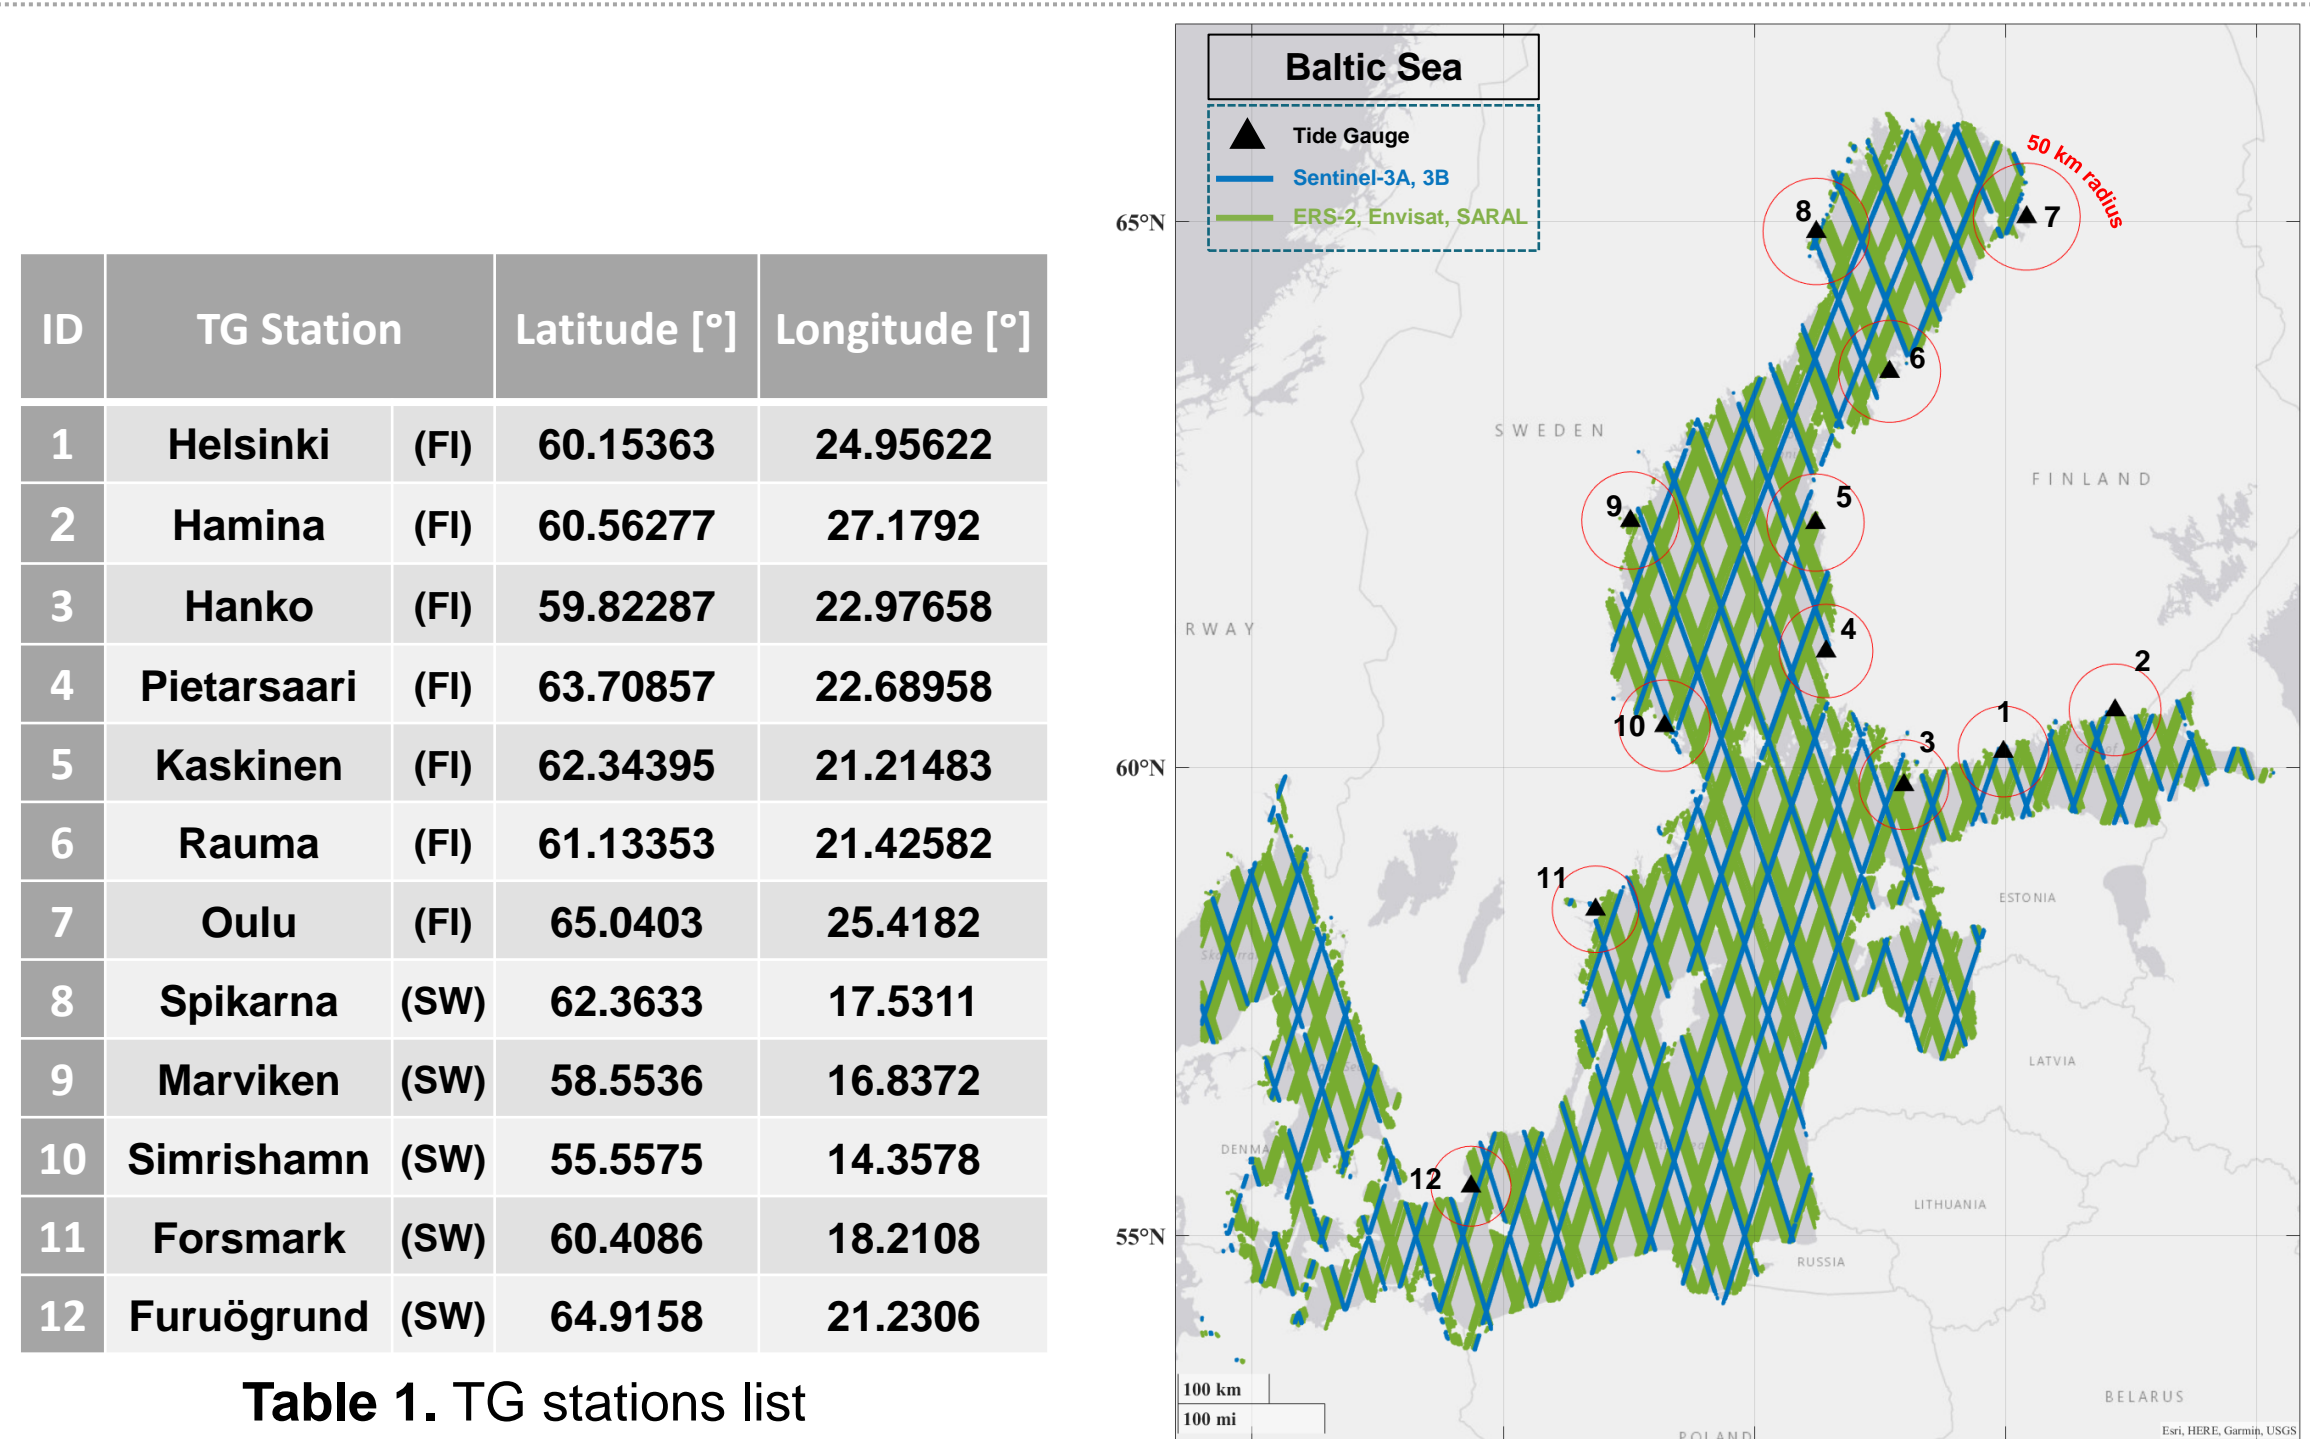 ID TG Station Latitude [°] Longitude [°]
1 Helsinki (FI) 60.15363 24.95622
2 Hamina (FI) 60.56277 27.1792
3 Hanko (FI) 59.82287 22.97658
4 Pietarsaari (FI) 63.70857 22.68958
5 Kaskinen (FI) 62.34395 21.21483
6 Rauma (FI) 61.13353 21.42582
7 Oulu (FI) 65.0403 25.4182
8 Spikarna (SW) 62.3633 17.5311
9 Marviken (SW) 58.5536 16.8372
10 Simrishamn (SW) 55.5575 14.3578
11 Forsmark (SW) 60.4086 18.2108
12 Furuögrund (SW) 64.9158 21.2306
Table 1. TG stations list
Baltic Sea
Tide Gauge
Sentinel-3A, 3B
ERS-2, Envisat, SARAL
50 km radius
65°N
8
7
6
SWEDEN
FINLAND
9
5
RWAY
4
2
10
1
3
60°N
11
ESTONIA
LATVIA
DENMA
12
LITHUANIA
55°N
RUSSIA
100 km
100 mi
BELARUS
POLAND
Esri, HERE, Garmin, USGS